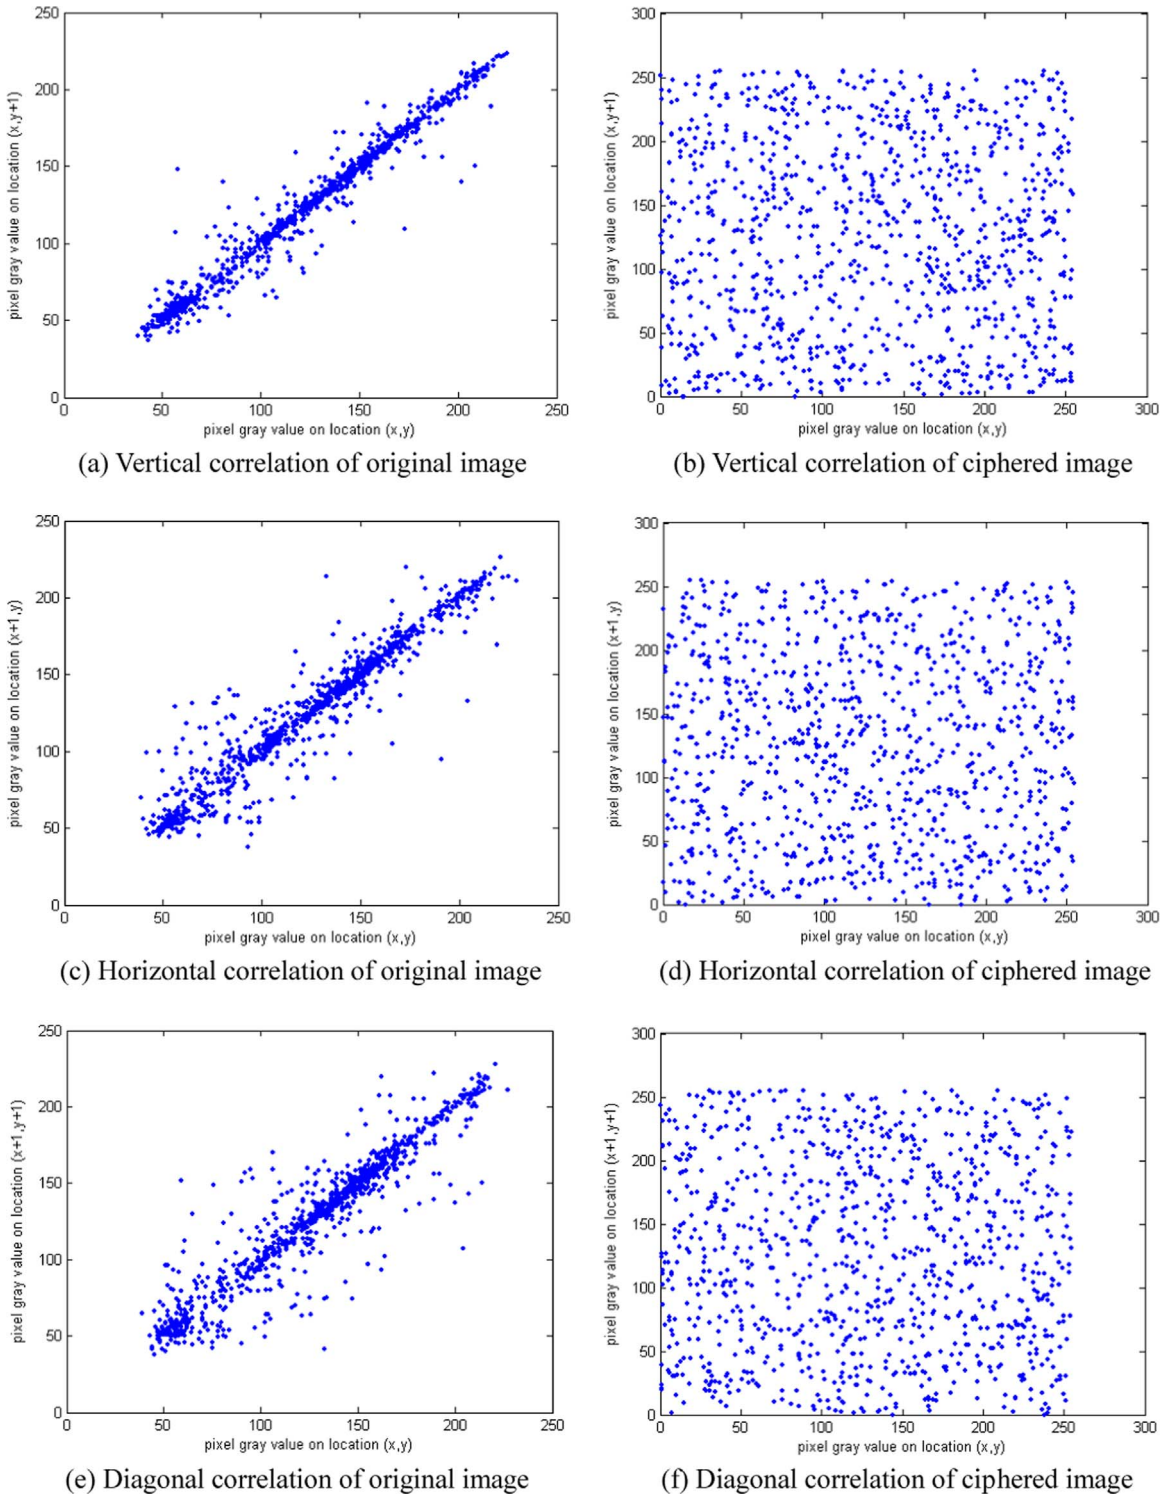 250
200
150
100
50
0
0 50 100 150 200 250
pixel gray value on location (x,y+1)
pixel gray value on location (x,y)
(a) Vertical correlation of original image
300
250
200
150
100
50
0
0 50 100 150 200 250 300
pixel gray value on location (x,y+1)
pixel gray value on location (x,y)
(b) Vertical correlation of ciphered image
250
200
150
100
50
0
0 50 100 150 200 250
pixel gray value on location (x+1,y)
pixel gray value on location (x,y)
(c) Horizontal correlation of original image
300
250
200
150
100
50
0
0 50 100 150 200 250 300
pixel gray value on location (x+1,y)
pixel gray value on location (x,y)
(d) Horizontal correlation of ciphered image
250
200
150
100
50
0
0 50 100 150 200 250
pixel gray value on location (x+1,y+1)
pixel gray value on location (x,y)
(e) Diagonal correlation of original image
300
250
200
150
100
50
0
0 50 100 150 200 250 300
pixel gray value on location (x+1,y+1)
pixel gray value on location (x,y)
(f) Diagonal correlation of ciphered image